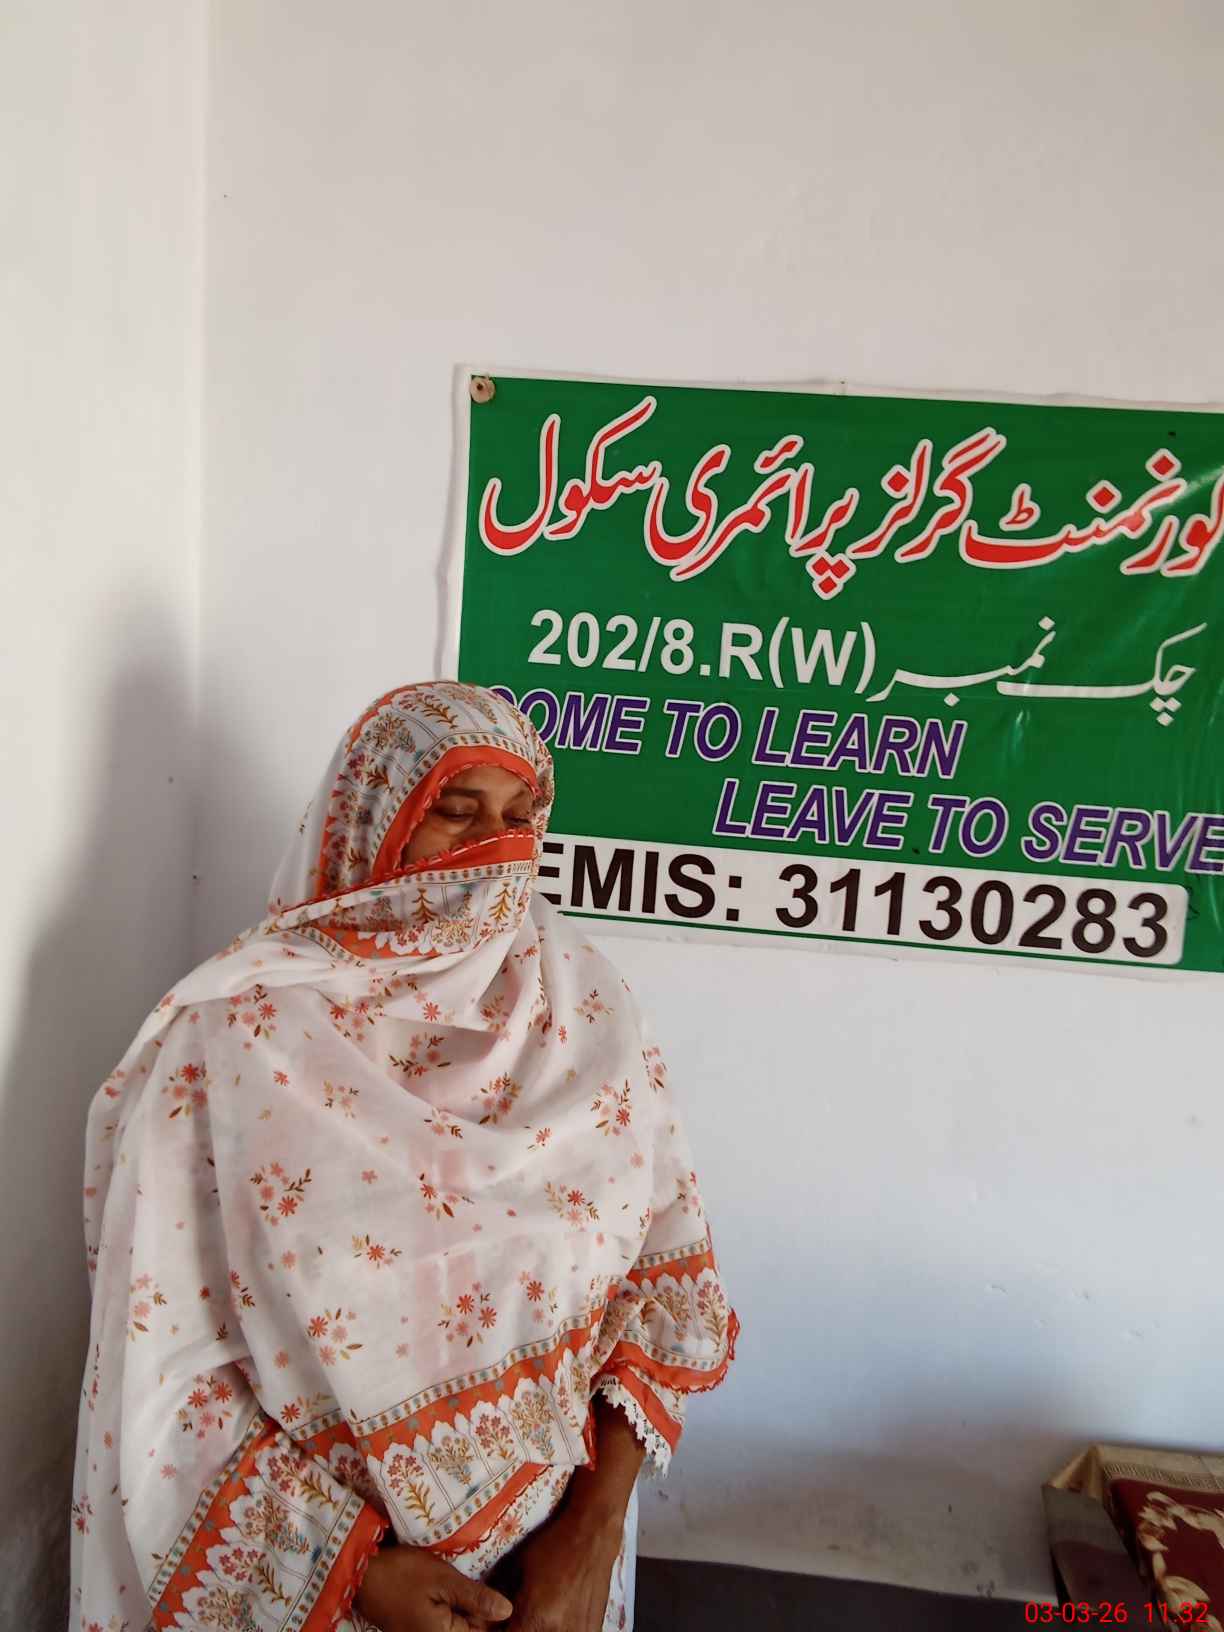 گورنمنٹ گرلز پرائمری سکول
چک نمبر 202/8.R(W)
COME TO LEARN
LEAVE TO SERVE
EMIS: 31130283
03-03-26 11:32